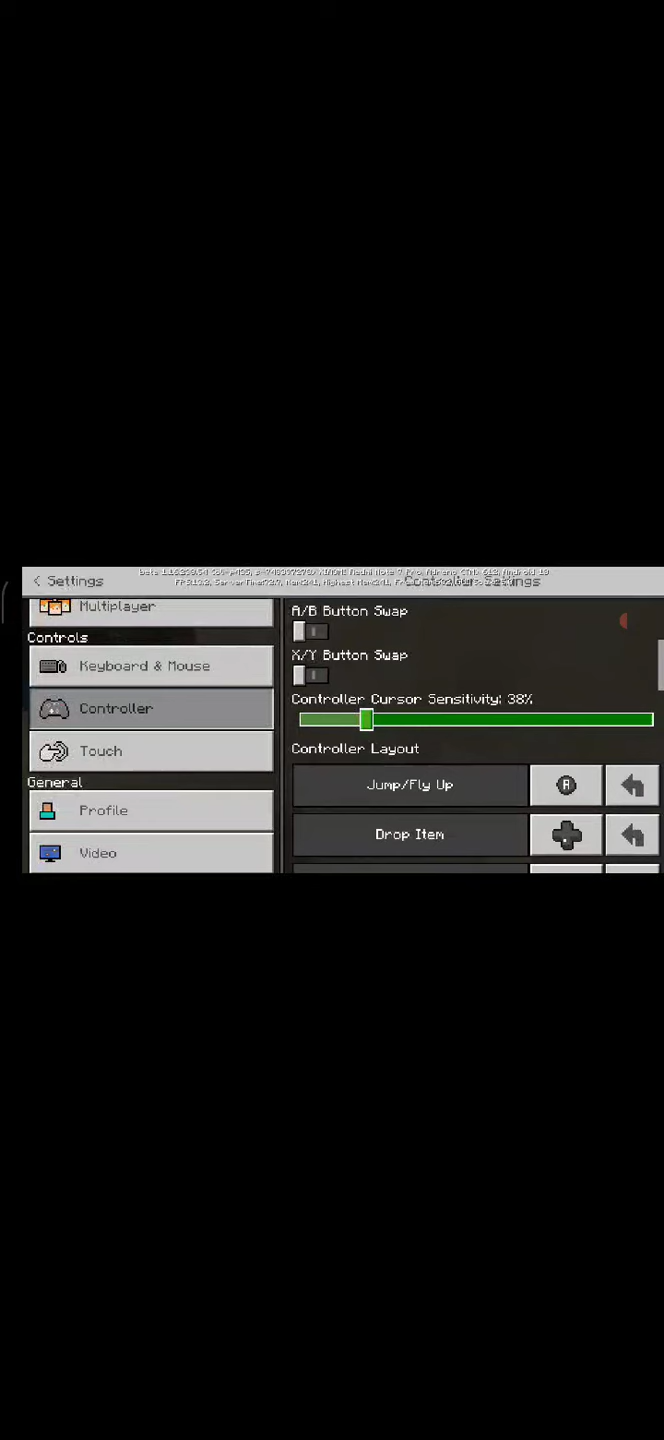 Settings
Controller Settings
Multiplayer
Controls
Keyboard & Mouse
Controller
Touch
General
Profile
Video
A/B Button Swap
X/Y Button Swap
Controller Cursor Sensitivity: 38%
Controller Layout
Jump/Fly Up
A
Drop Item